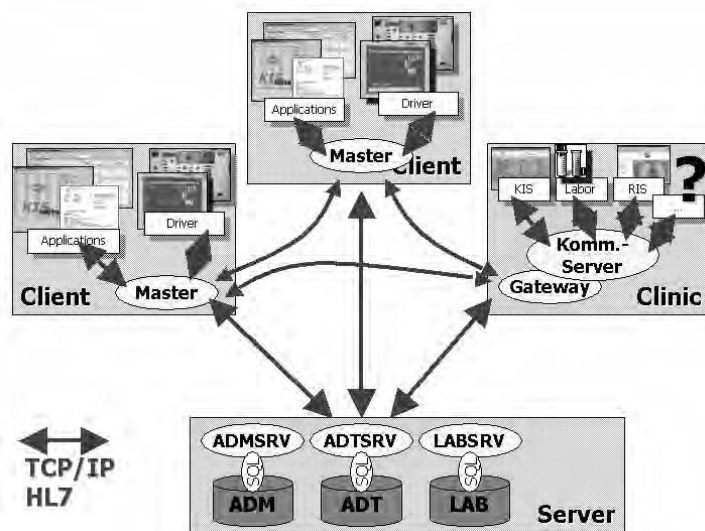 Applications
Driver
Master
Client
KIS
Applications
Driver
Client
Master
KIS
Labor
RIS
?
....
Komm.-
Server
Gateway
Clinic
TCP/IP
HL7
ADMSRV
ADTSRV
LABSRV
SQL
SQL
SQL
ADM
ADT
LAB
Server